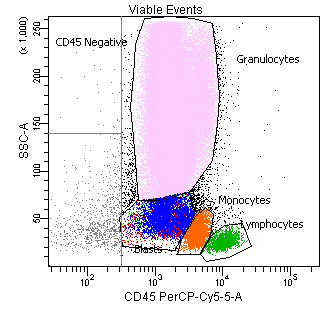 Viable Events
(x 1,000)
250
200
150
100
50
SSC-A
CD45 Negative
Granulocytes
Monocytes
Lymphocytes
Blasts
10²
10³
10⁴
10⁵
CD45 PerCP-Cy5-5-A